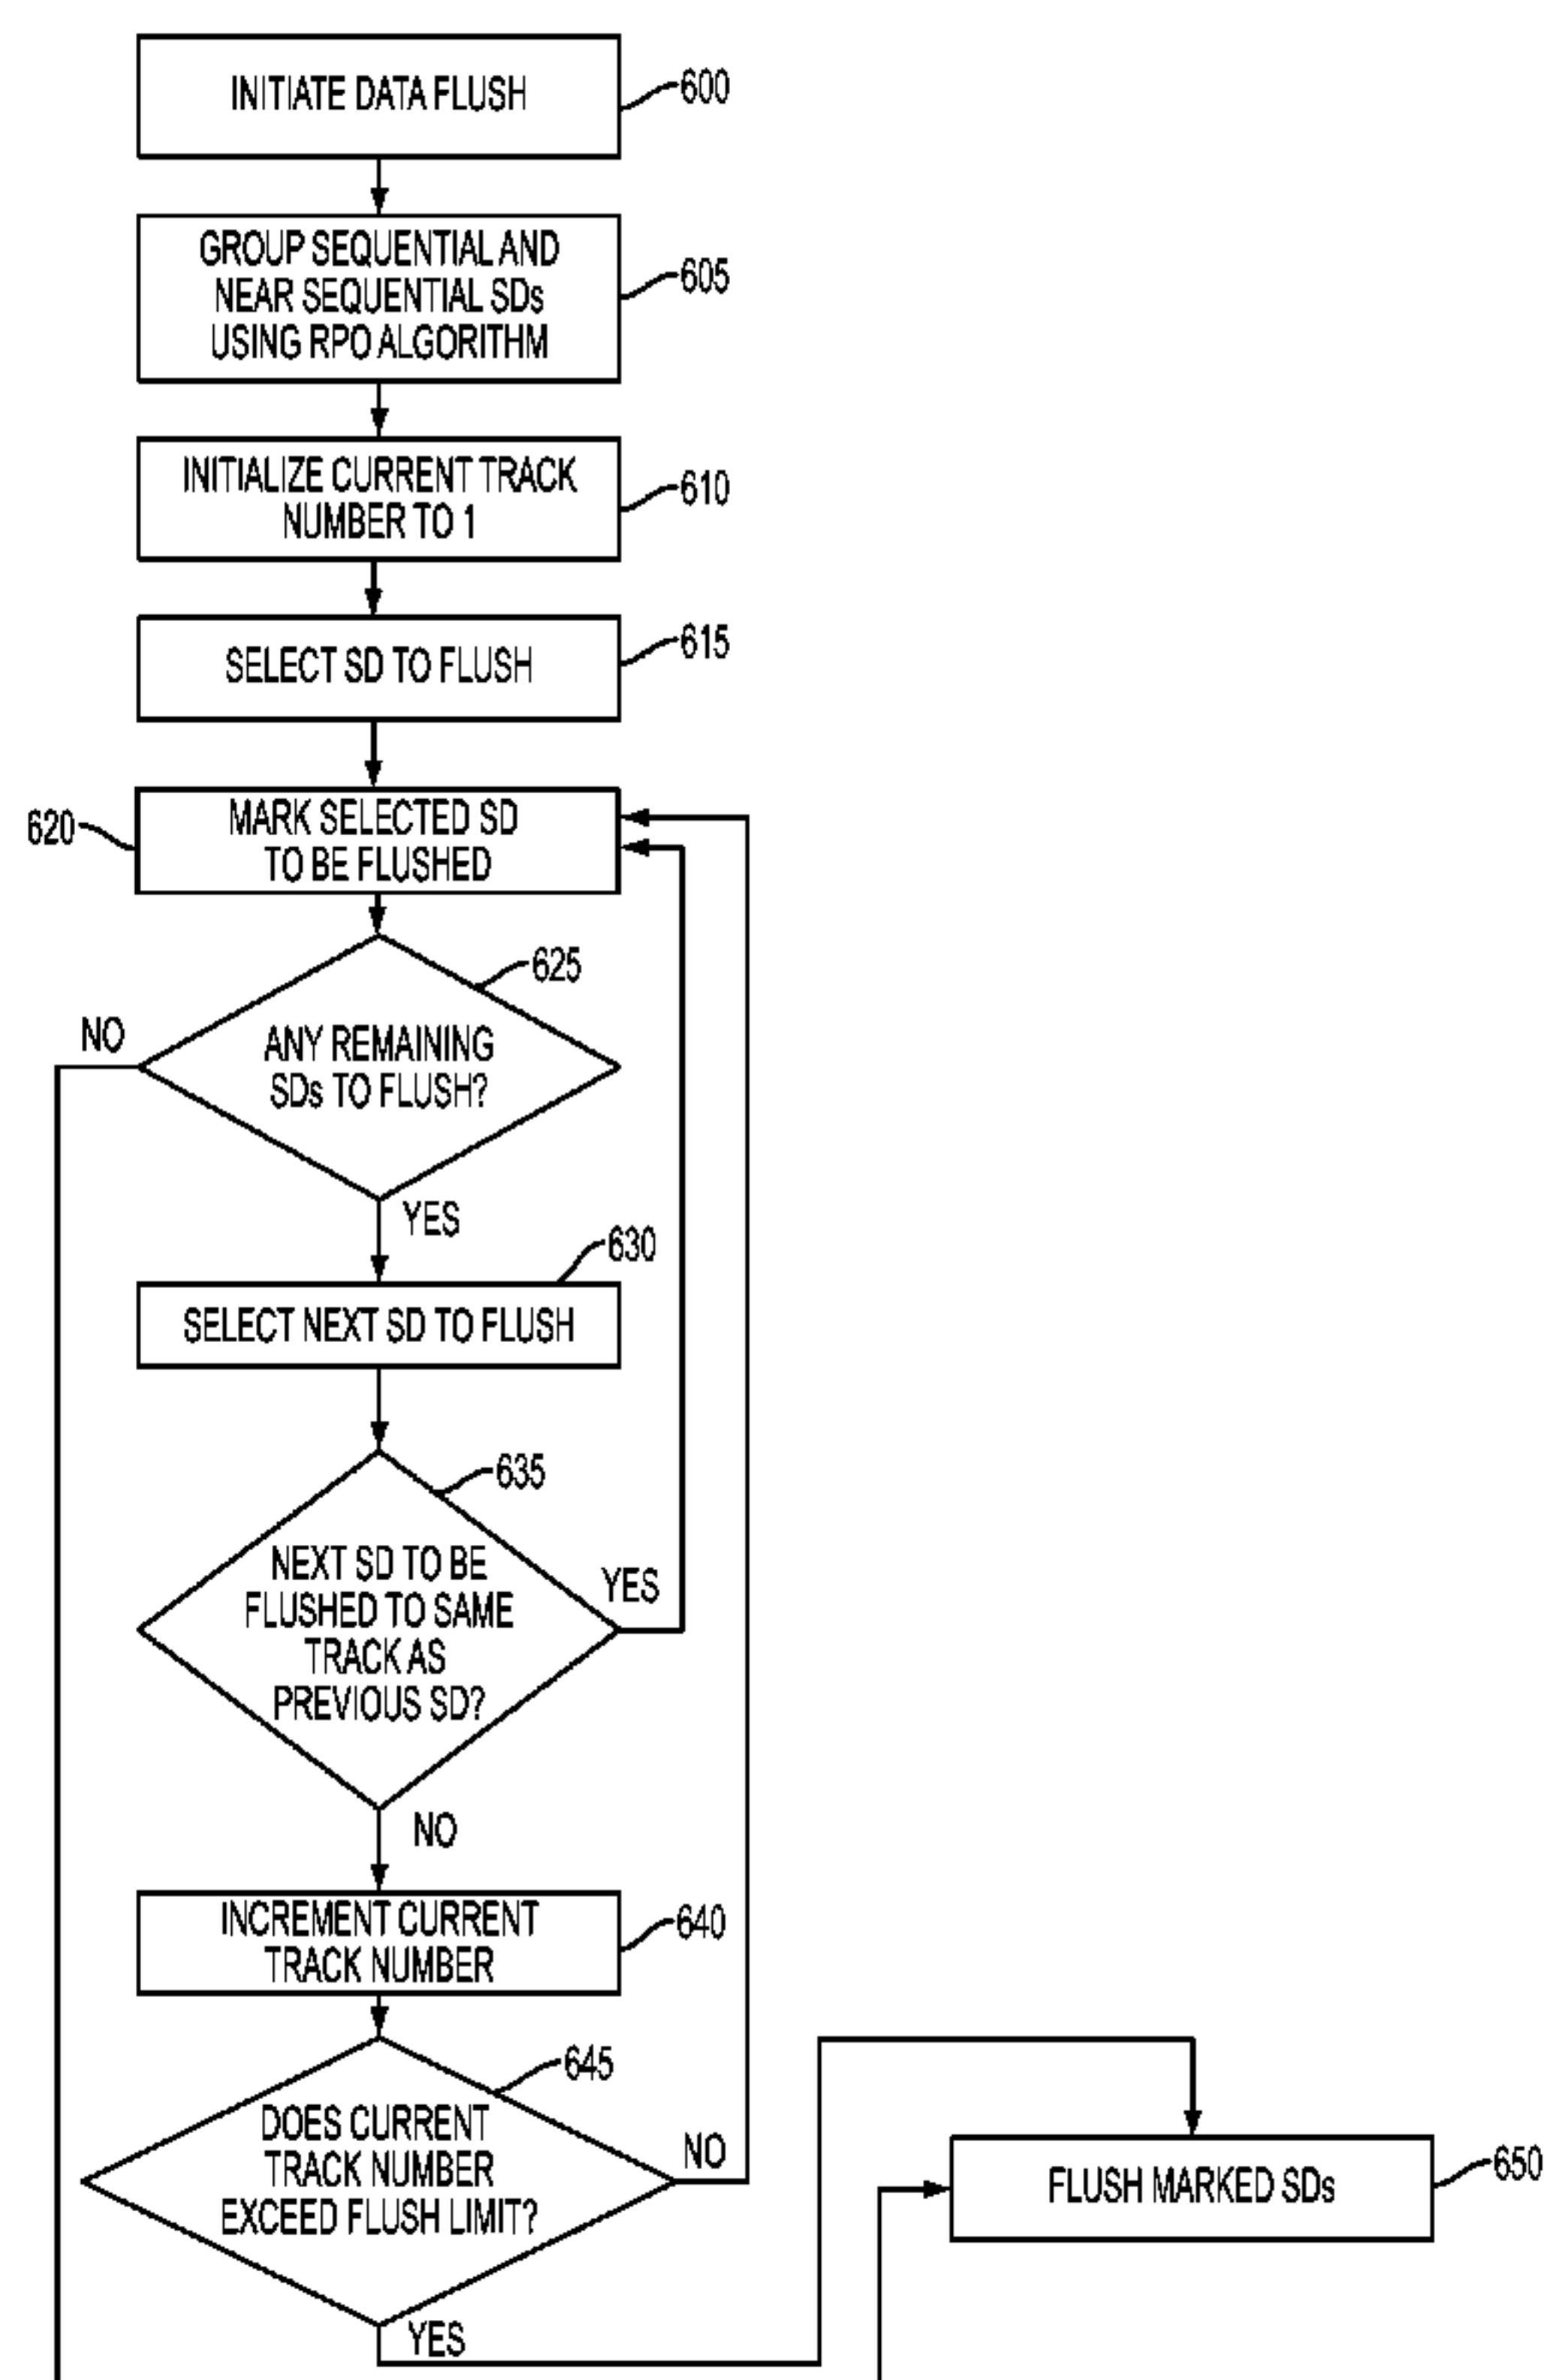 INITIATE DATA FLUSH
600
GROUP SEQUENTIAL AND
NEAR SEQUENTIAL SDs
USING RPO ALGORITHM
605
INITIALIZE CURRENT TRACK
NUMBER TO 1
610
SELECT SD TO FLUSH
615
620
MARK SELECTED SD
TO BE FLUSHED
625
NO
ANY REMAINING
SDs TO FLUSH?
YES
630
SELECT NEXT SD TO FLUSH
635
NEXT SD TO BE
FLUSHED TO SAME
TRACK AS
PREVIOUS SD?
YES
NO
INCREMENT CURRENT
TRACK NUMBER
640
645
DOES CURRENT
TRACK NUMBER
EXCEED FLUSH LIMIT?
NO
YES
FLUSH MARKED SDs
650